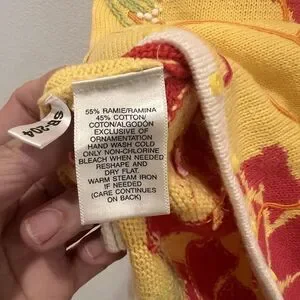 55% RAMIE/RAMINA
45% COTTON/
COTON/ALGODÓN
EXCLUSIVE OF
ORNAMENTATION
HAND WASH COLD
ONLY NON-CHLORINE
BLEACH WHEN NEEDED
RESHAPE AND
DRY FLAT.
WARM STEAM IRON
IF NEEDED
(CARE CONTINUES
ON BACK)